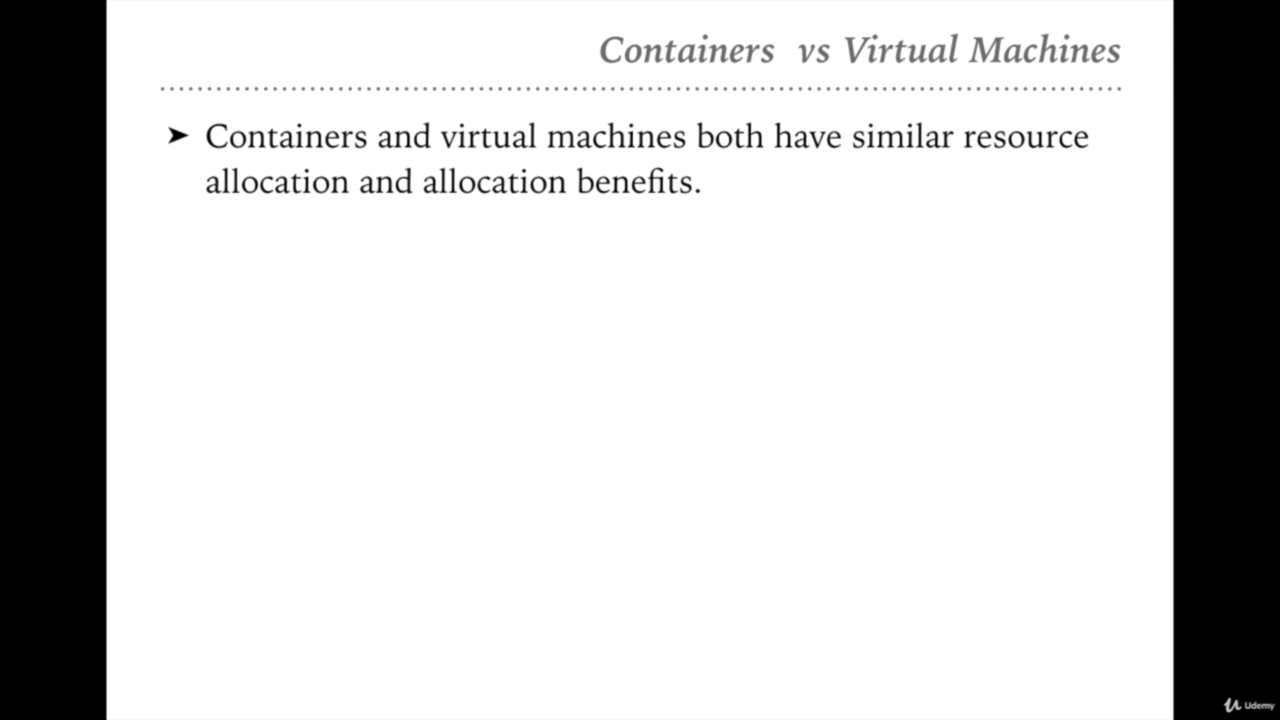 Containers vs Virtual Machines
➤ Containers and virtual machines both have similar resource
allocation and allocation benefits.
Udemy